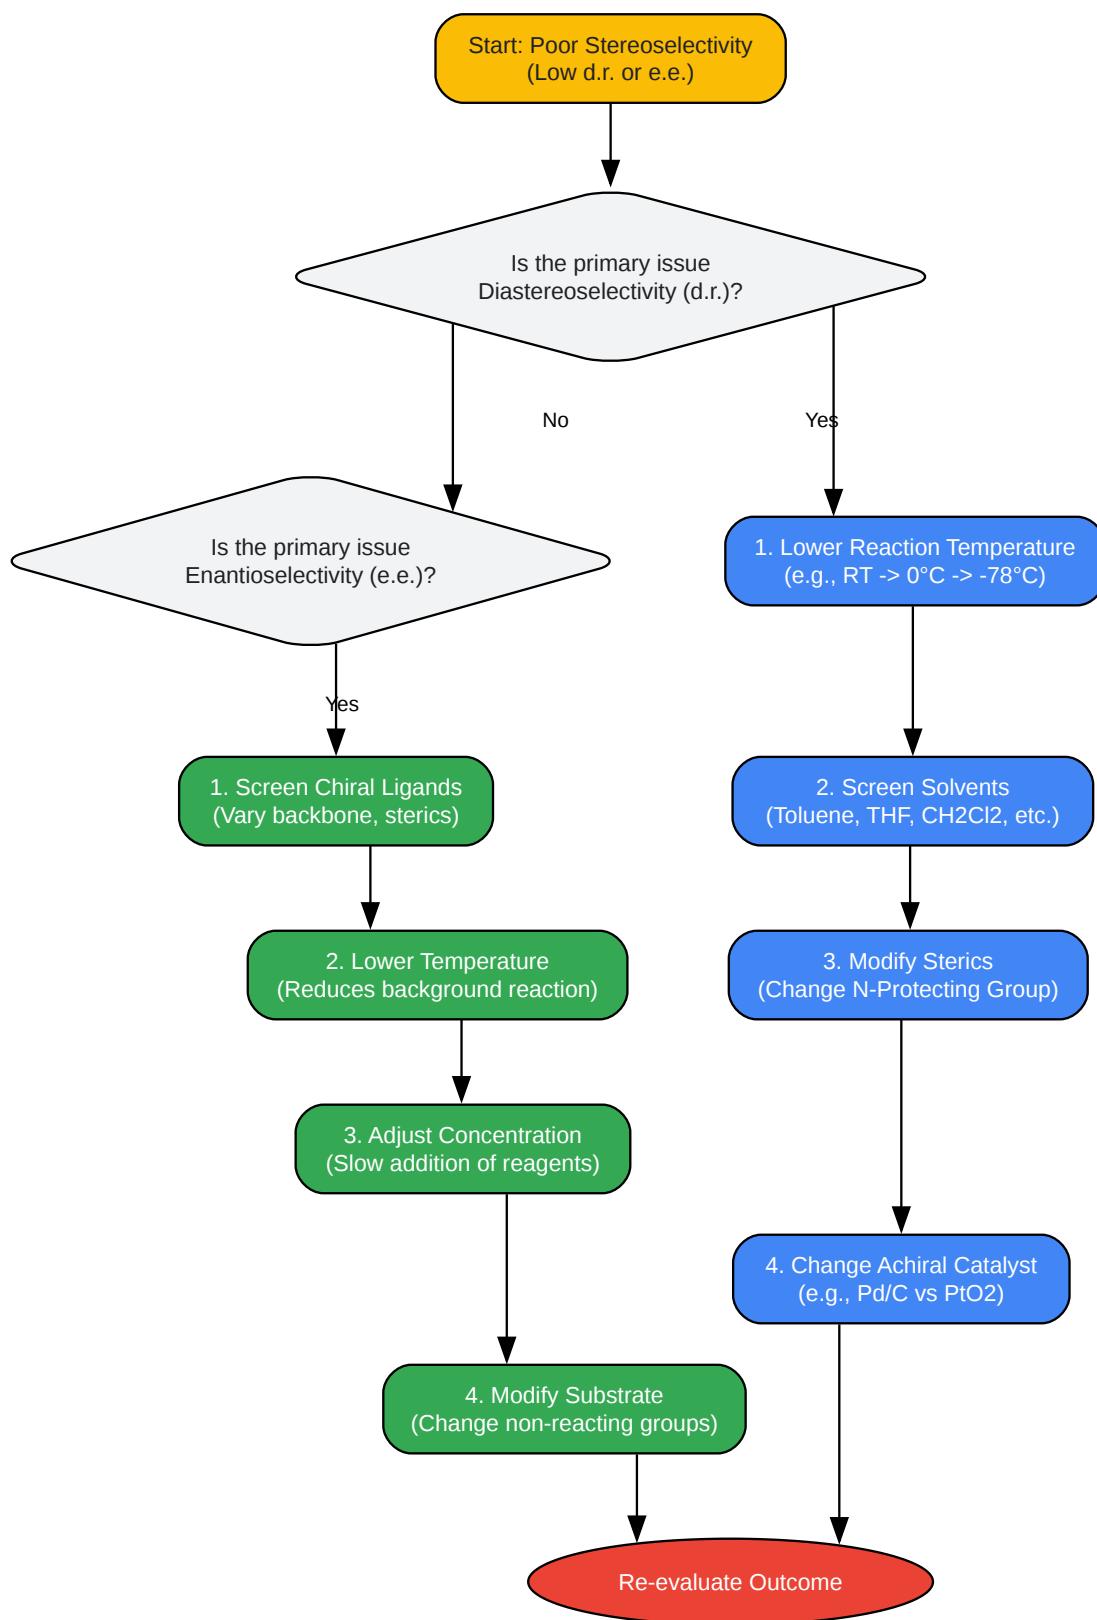 Start: Poor Stereoselectivity
(Low d.r. or e.e.)
Is the primary issue
Diastereoselectivity (d.r.)?
No
Yes
Is the primary issue
Enantioselectivity (e.e.)?
1. Lower Reaction Temperature
(e.g., RT -> 0°C -> -78°C)
Yes
1. Screen Chiral Ligands
(Vary backbone, sterics)
2. Screen Solvents
(Toluene, THF, CH2Cl2, etc.)
2. Lower Temperature
(Reduces background reaction)
3. Modify Sterics
(Change N-Protecting Group)
3. Adjust Concentration
(Slow addition of reagents)
4. Change Achiral Catalyst
(e.g., Pd/C vs PtO2)
4. Modify Substrate
(Change non-reacting groups)
Re-evaluate Outcome